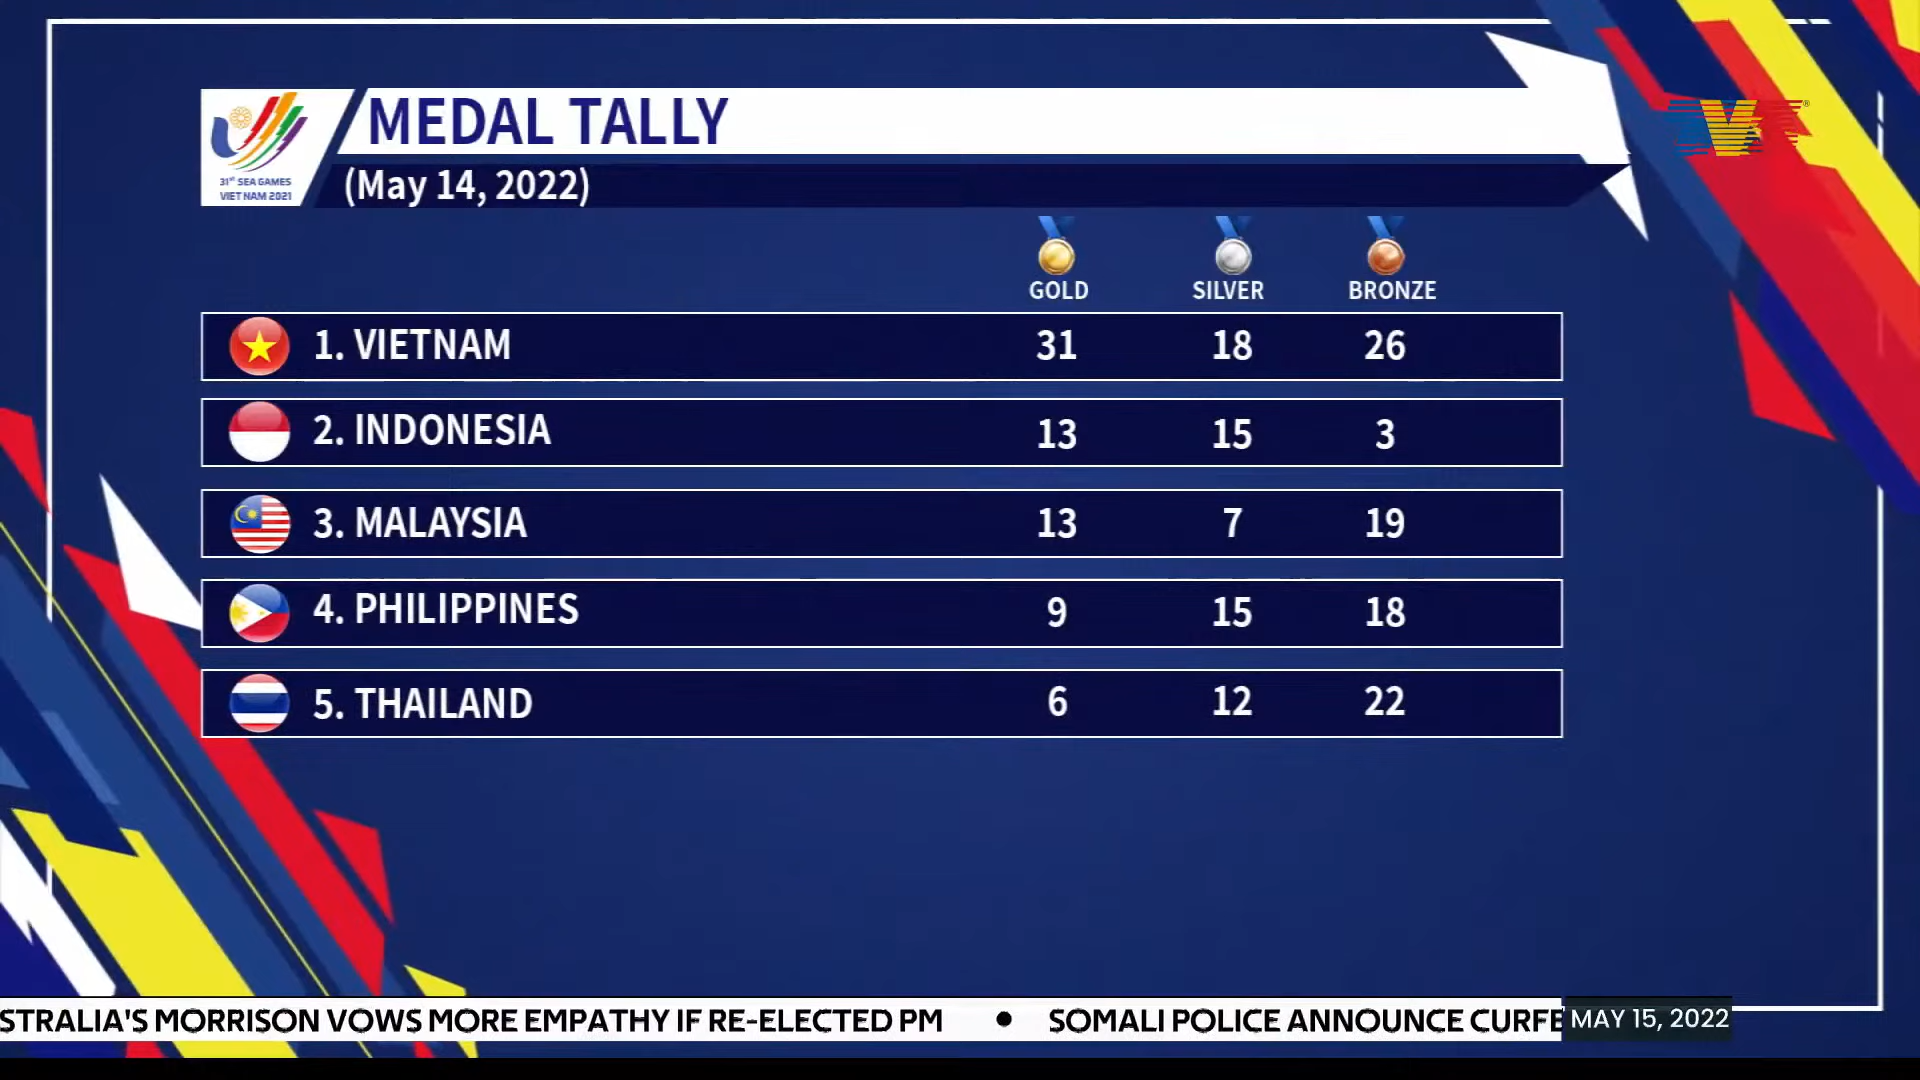 MEDAL TALLY
31st SEA GAMES
VIET NAM 2021
(May 14, 2022)
GOLD SILVER BRONZE
1. VIETNAM 31 18 26
2. INDONESIA 13 15 3
3. MALAYSIA 13 7 19
4. PHILIPPINES 9 15 18
5. THAILAND 6 12 22
STRALIA'S MORRISON VOWS MORE EMPATHY IF RE-ELECTED PM • SOMALI POLICE ANNOUNCE CURFE MAY 15, 2022